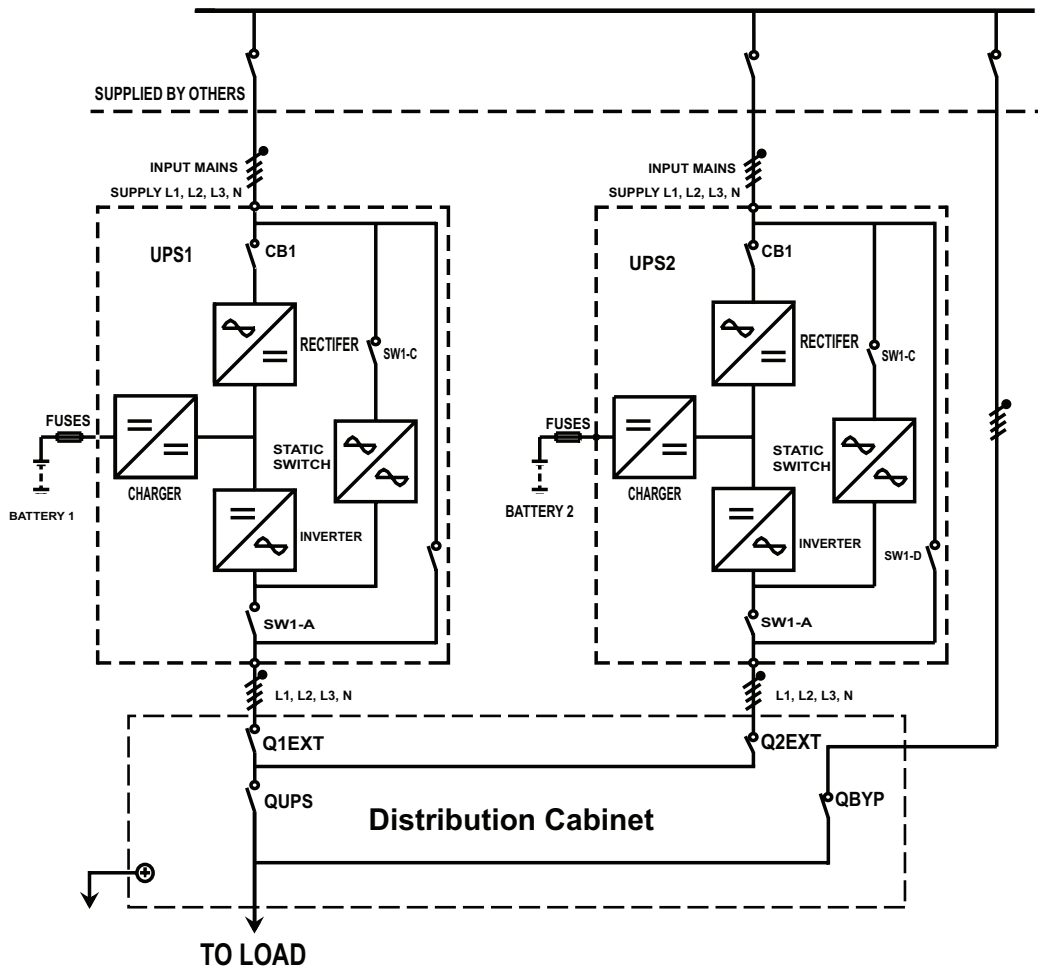 SUPPLIED BY OTHERS
INPUT MAINS
SUPPLY L1, L2, L3, N
INPUT MAINS
SUPPLY L1, L2, L3, N
UPS1
CB1
RECTIFER
SW1-C
FUSES
STATIC
SWITCH
CHARGER
BATTERY 1
INVERTER
SW1-A
L1, L2, L3, N
UPS2
CB1
RECTIFER
SW1-C
FUSES
STATIC
SWITCH
CHARGER
BATTERY 2
INVERTER
SW1-D
SW1-A
L1, L2, L3, N
Q1EXT
Q2EXT
QUPS
QBYP
Distribution Cabinet
TO LOAD